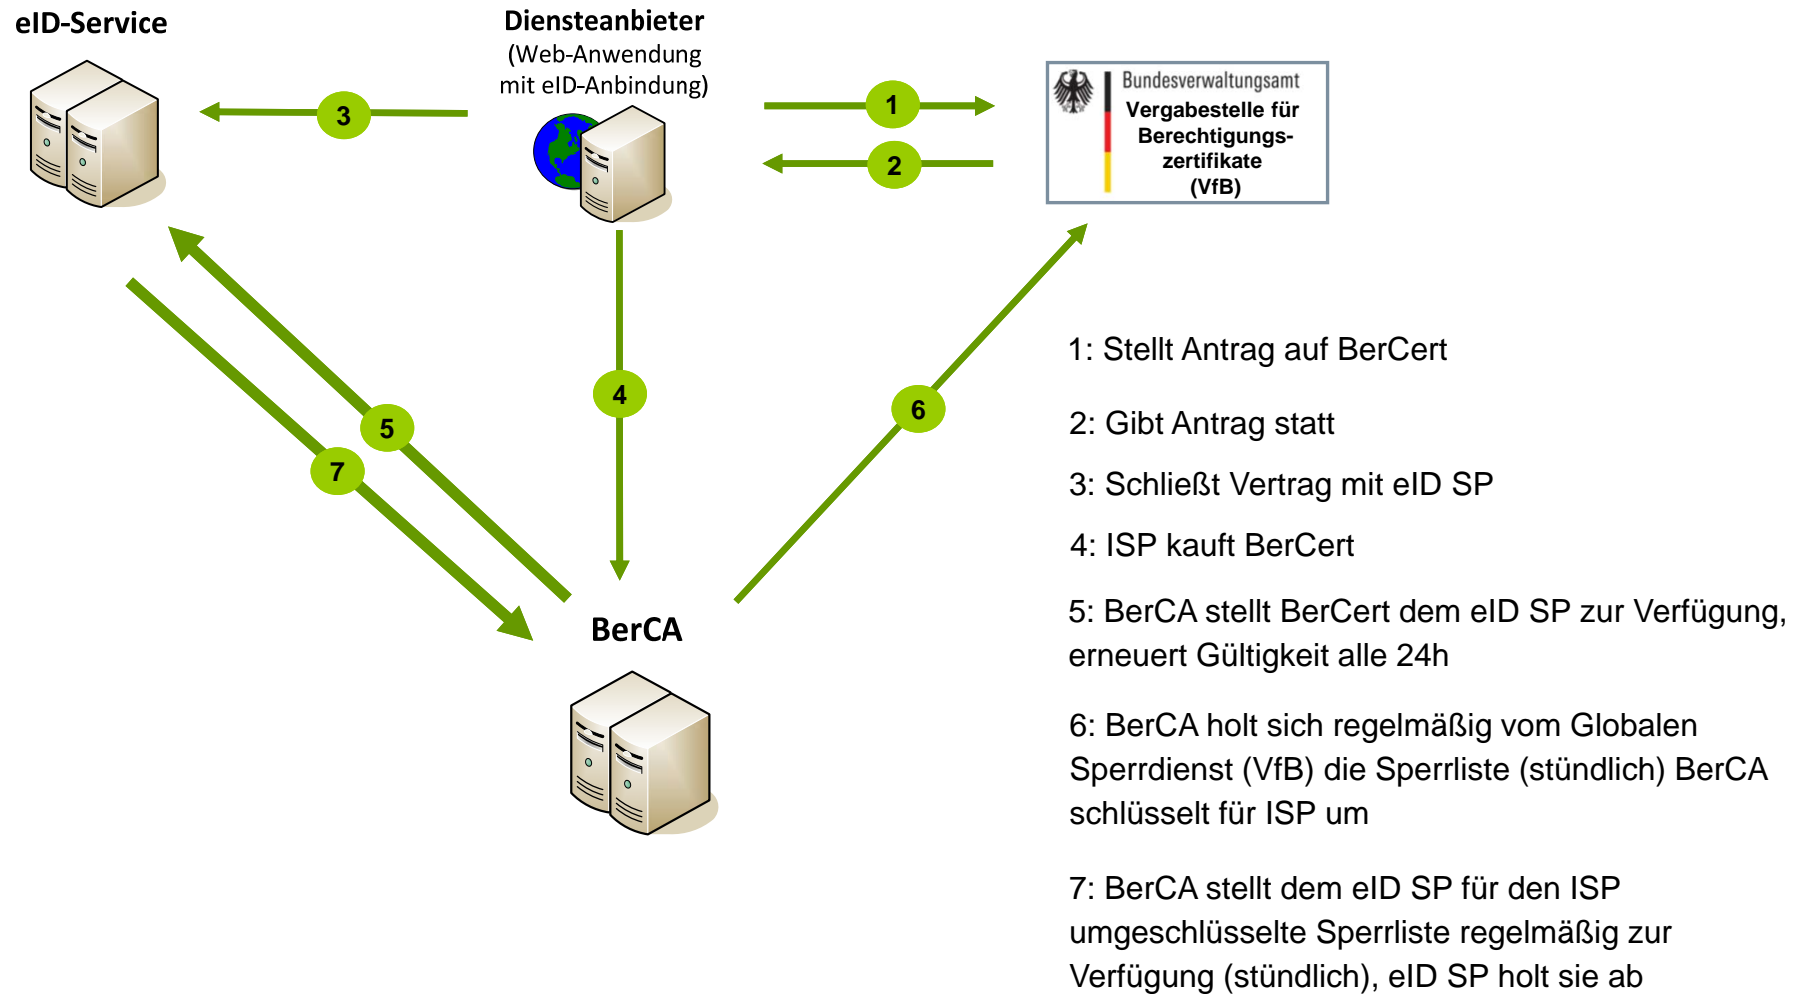 eID-Service
Diensteanbieter
(Web-Anwendung
mit eID-Anbindung)
Bundesverwaltungsamt
Vergabestelle für
Berechtigungs-
zertifikate
(VfB)
3
1
2
4
5
6
7
BerCA
1: Stellt Antrag auf BerCert
2: Gibt Antrag statt
3: Schließt Vertrag mit eID SP
4: ISP kauft BerCert
5: BerCA stellt BerCert dem eID SP zur Verfügung,
erneuert Gültigkeit alle 24h
6: BerCA holt sich regelmäßig vom Globalen
Sperrdienst (VfB) die Sperrliste (stündlich) BerCA
schlüsselt für ISP um
7: BerCA stellt dem eID SP für den ISP
umgeschlüsselte Sperrliste regelmäßig zur
Verfügung (stündlich), eID SP holt sie ab